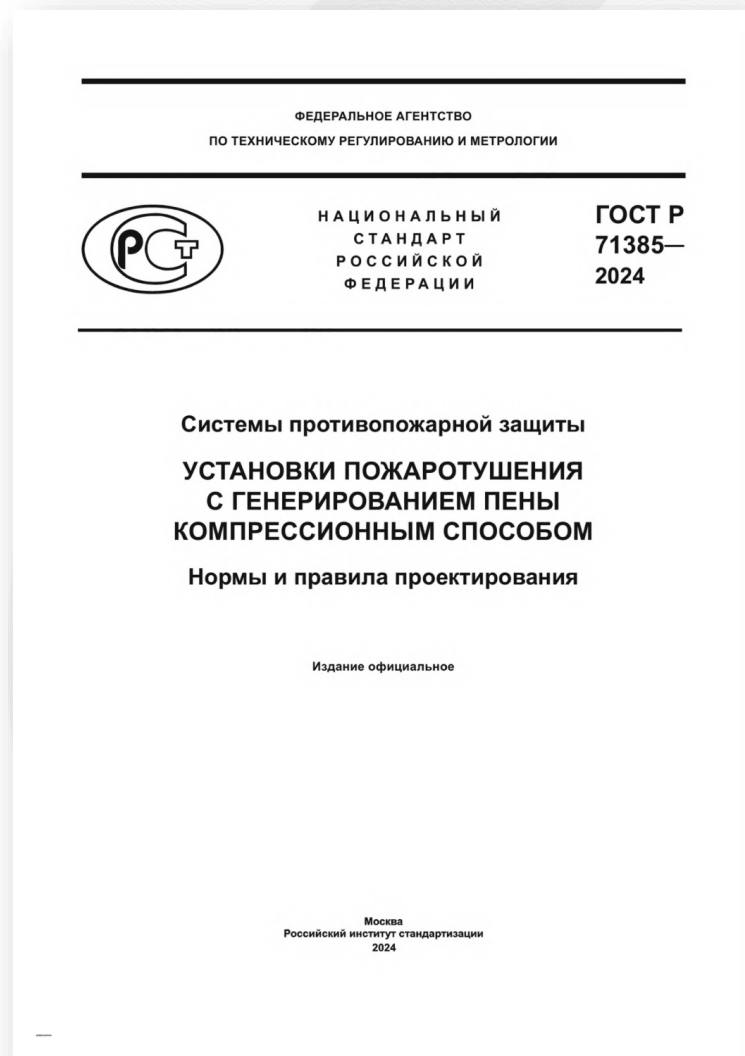 ФЕДЕРАЛЬНОЕ АГЕНТСТВО
ПО ТЕХНИЧЕСКОМУ РЕГУЛИРОВАНИЮ И МЕТРОЛОГИИ
РСТ
НАЦИОНАЛЬНЫЙ
СТАНДАРТ
РОССИЙСКОЙ
ФЕДЕРАЦИИ
ГОСТ Р
71385—
2024
Системы противопожарной защиты
УСТАНОВКИ ПОЖАРОТУШЕНИЯ
С ГЕНЕРИРОВАНИЕМ ПЕНЫ
КОМПРЕССИОННЫМ СПОСОБОМ
Нормы и правила проектирования
Издание официальное
Москва
Российский институт стандартизации
2024